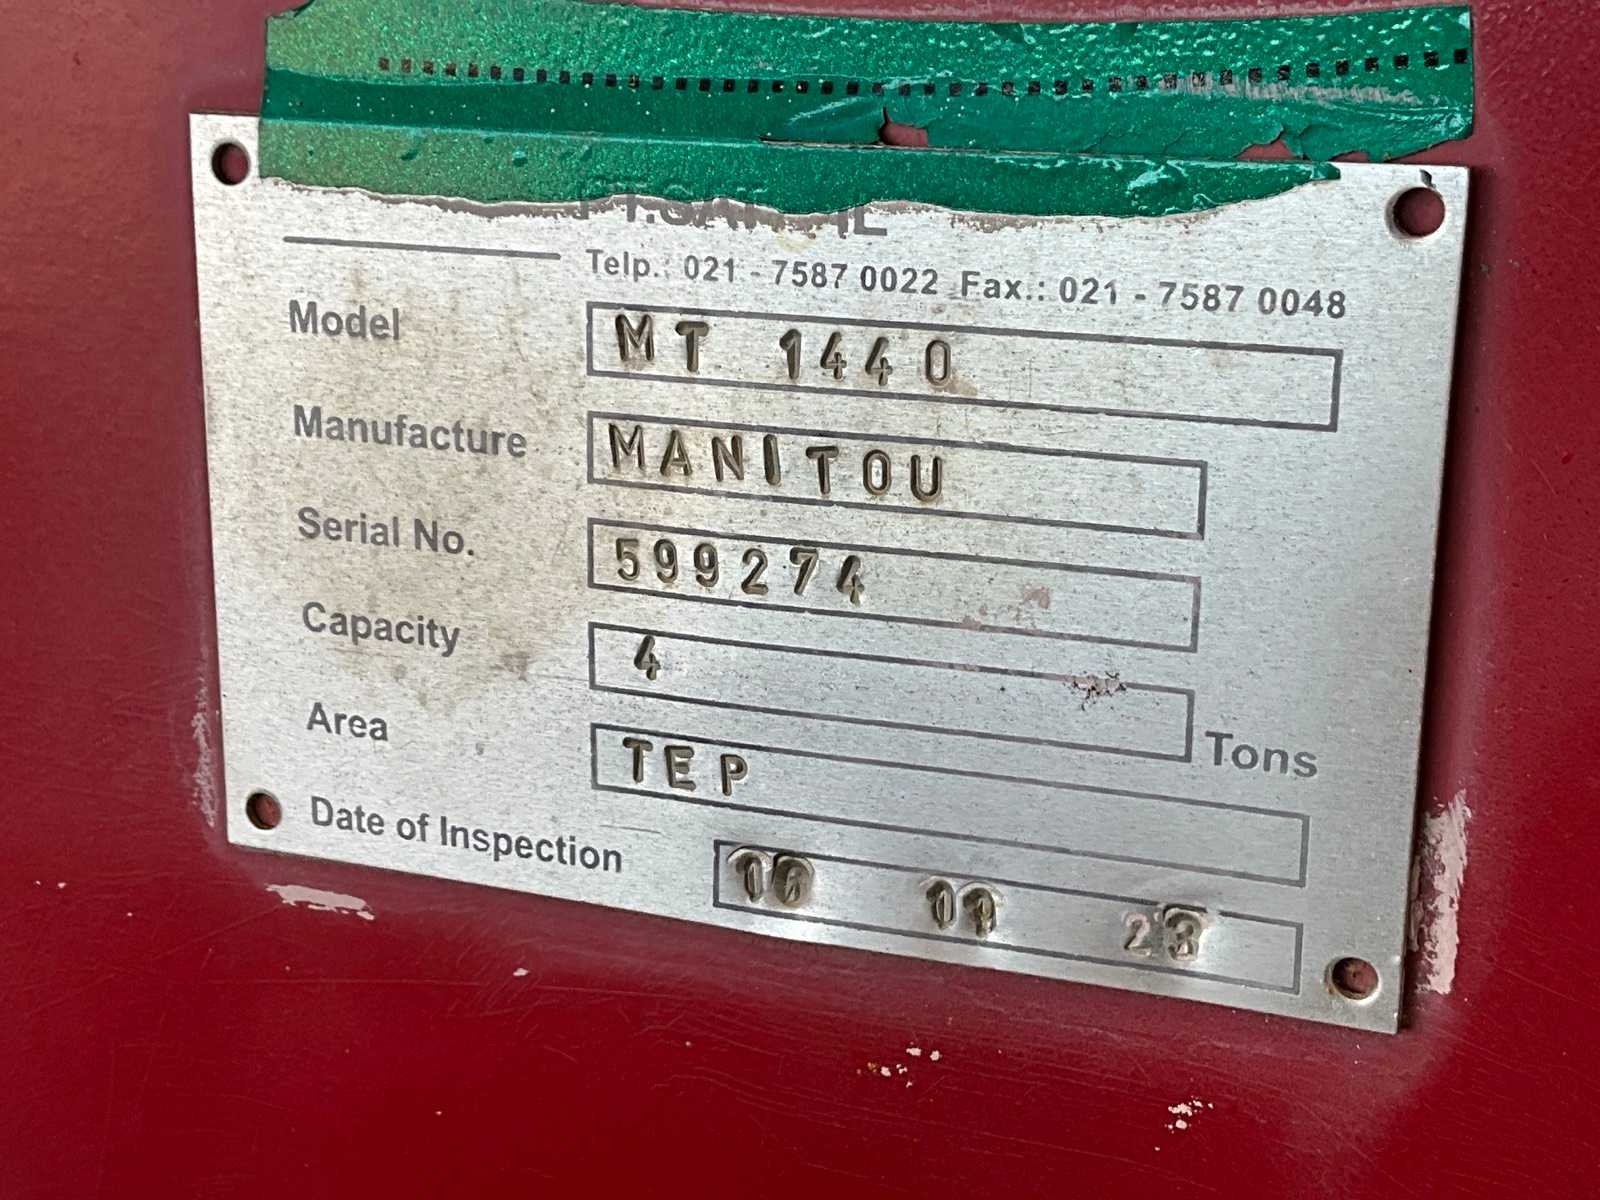 Telp.: 021 - 7587 0022 Fax.: 021 - 7587 0048
Model MT 1440
Manufacture MANITOU
Serial No. 599274
Capacity 4 Tons
Area TEP
Date of Inspection 23